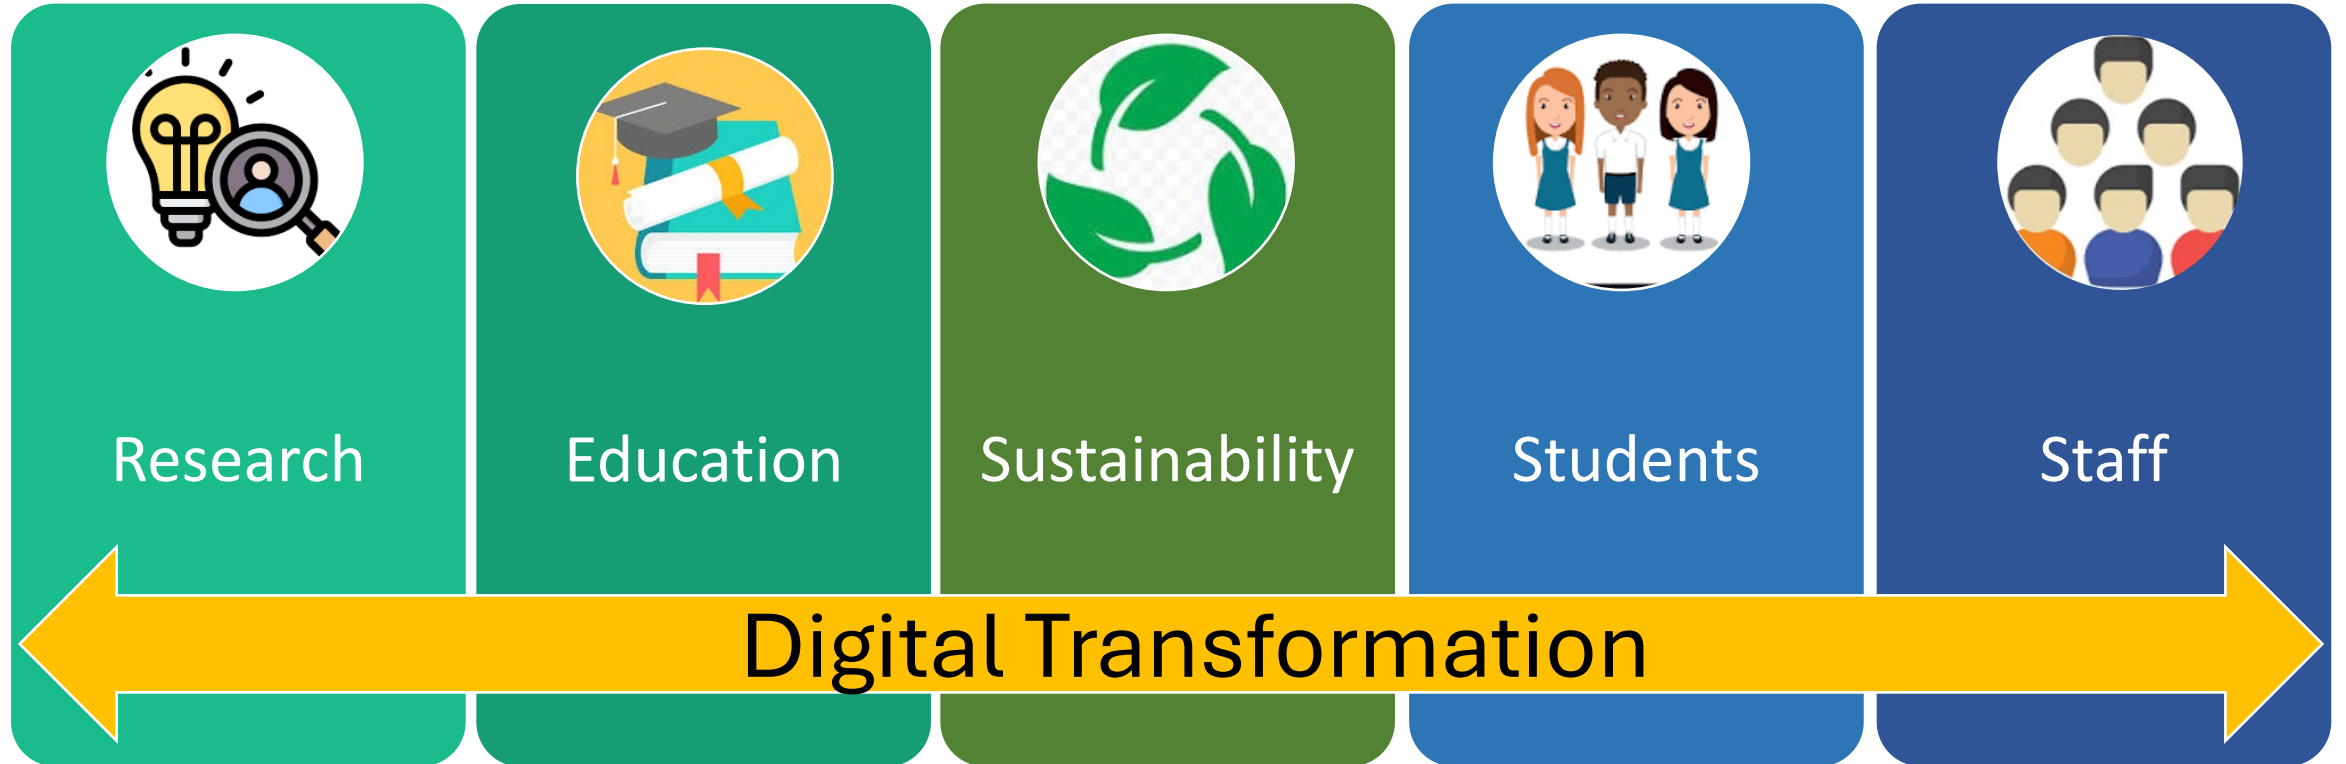 Research
Education
Sustainability
Students
Staff
Digital Transformation